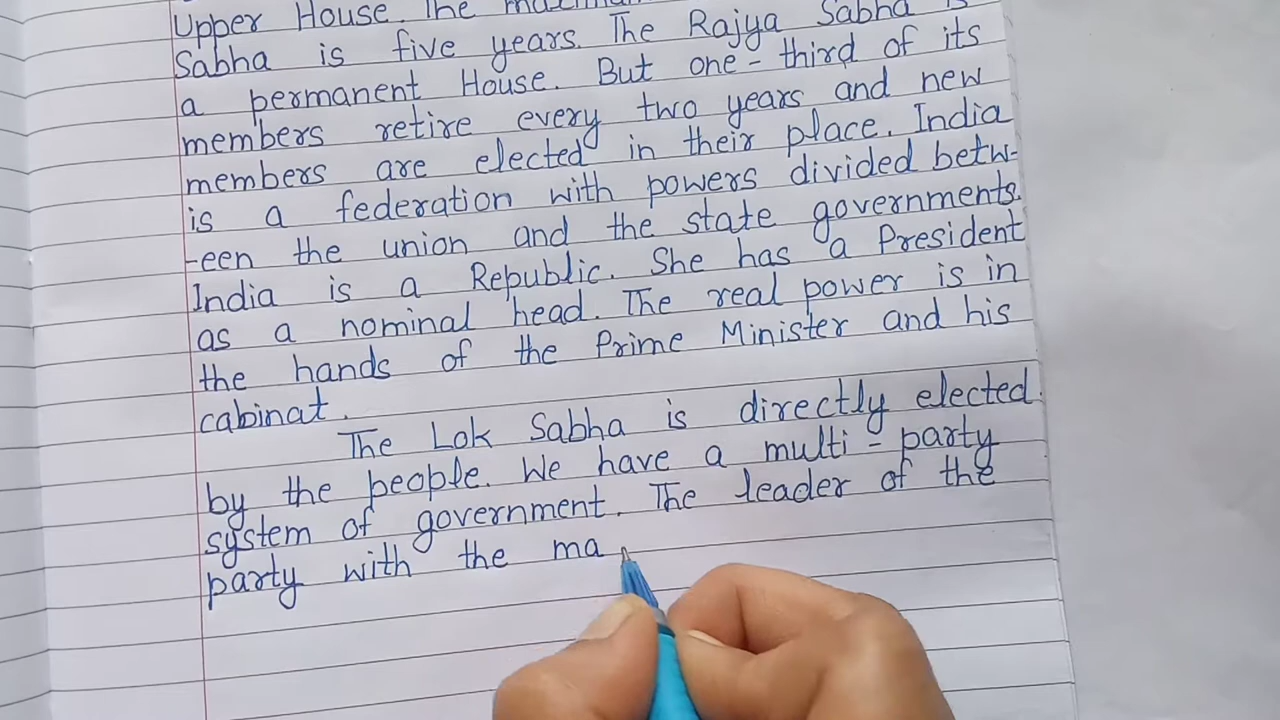 Upper House. The
Sabha is five years. The Rajya Sabha is
a permanent House. But one-third of its
members retire every two years and new
members are elected in their place. India
is a federation with powers divided betw-
-een the union and the state governments.
India is a Republic. She has a President
as a nominal head. The real power is in
the hands of the Prime Minister and his
cabinat.
The Lok Sabha is directly elected
by the people. We have a multi-party
system of government. The leader of the
party with the ma